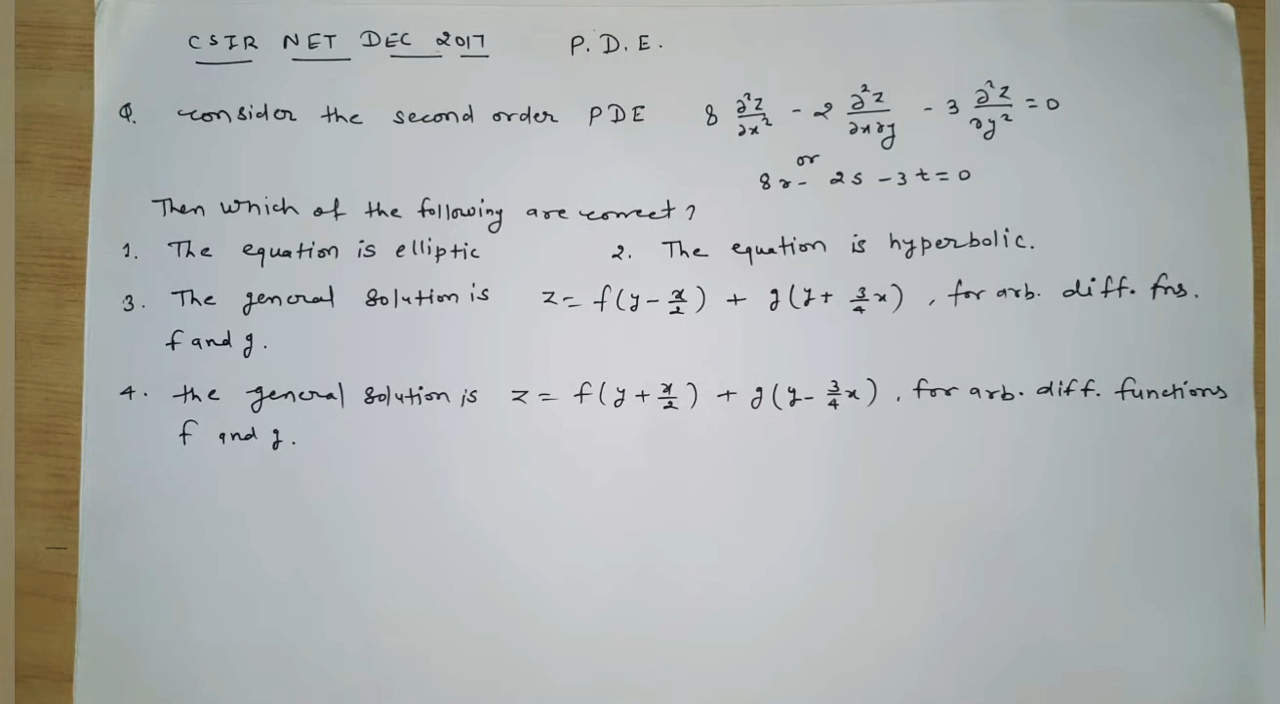 CSIR NET DEC 2017 P. D. E.
Q. consider the second order PDE 8 ∂²z/∂x² - 2 ∂²z/∂x∂y - 3 ∂²z/∂y² = 0
or
8r - 2s - 3t = 0
Then which of the following are correct?
1. The equation is elliptic 2. The equation is hyperbolic.
3. The general solution is z = f(y - x/2) + g(y + 3/4 x), for arb. diff. fns.
f and g.
4. the general solution is z = f(y + x/2) + g(y - 3/4 x), for arb. diff. functions
f and g.